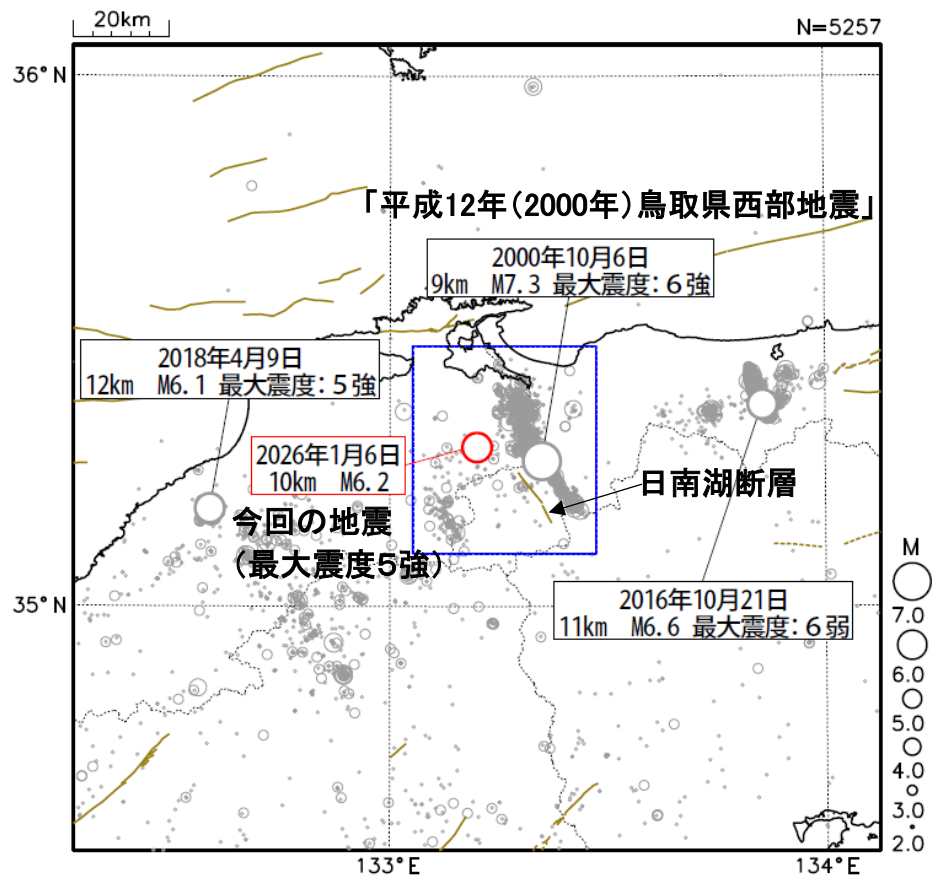 20km
N=5257
36°N
「平成12年(2000年)鳥取県西部地震」
2000年10月6日
9km M7.3 最大震度:6強
2018年4月9日
12km M6.1 最大震度:5強
2026年1月6日
10km M6.2
今回の地震
(最大震度5強)
日南湖断層
2016年10月21日
11km M6.6 最大震度:6弱
35°N
M
7.0
6.0
5.0
4.0
3.0
2.0
133°E
134°E